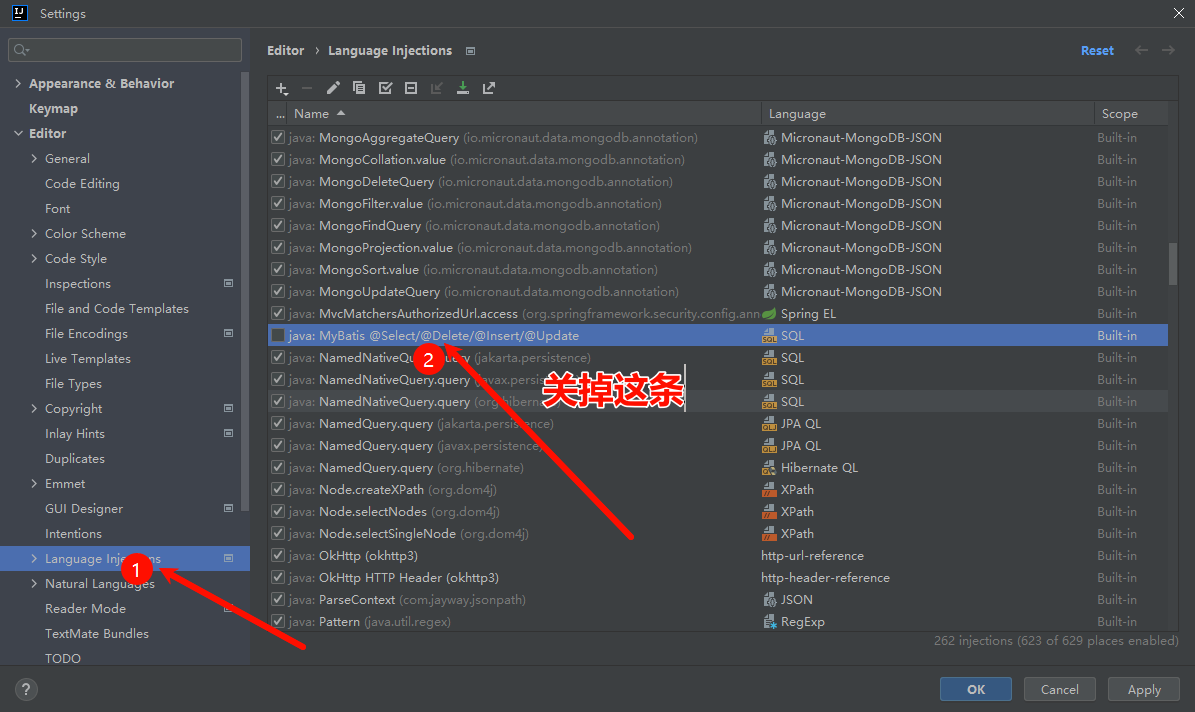 Settings
Editor › Language Injections
Reset
Appearance & Behavior
Keymap
Editor
General
Code Editing
Font
Color Scheme
Code Style
Inspections
File and Code Templates
File Encodings
Live Templates
File Types
Copyright
Inlay Hints
Duplicates
Emmet
GUI Designer
Intentions
Language Injections
Natural Languages
Reader Mode
TextMate Bundles
TODO
1
... Name Language Scope
java: MongoAggregateQuery (io.micronaut.data.mongodb.annotation) Micronaut-MongoDB-JSON Built-in
java: MongoCollation.value (io.micronaut.data.mongodb.annotation) Micronaut-MongoDB-JSON Built-in
java: MongoDeleteQuery (io.micronaut.data.mongodb.annotation) Micronaut-MongoDB-JSON Built-in
java: MongoFilter.value (io.micronaut.data.mongodb.annotation) Micronaut-MongoDB-JSON Built-in
java: MongoFindQuery (io.micronaut.data.mongodb.annotation) Micronaut-MongoDB-JSON Built-in
java: MongoProjection.value (io.micronaut.data.mongodb.annotation) Micronaut-MongoDB-JSON Built-in
java: MongoSort.value (io.micronaut.data.mongodb.annotation) Micronaut-MongoDB-JSON Built-in
java: MongoUpdateQuery (io.micronaut.data.mongodb.annotation) Micronaut-MongoDB-JSON Built-in
java: MvcMatchersAuthorizedUrl.access (org.springframework.security.config.ann Spring EL Built-in
java: MyBatis @Select/@Delete/@Insert/@Update SQL Built-in
java: NamedNativeQuery.query (jakarta.persistence) SQL Built-in
java: NamedNativeQuery.query (javax.persis SQL Built-in
java: NamedNativeQuery.query (org.hiberna SQL Built-in
2
关掉这条
java: NamedQuery.query (jakarta.persistence) JPA QL Built-in
java: NamedQuery.query (javax.persistence) JPA QL Built-in
java: NamedQuery.query (org.hibernate) Hibernate QL Built-in
java: Node.createXPath (org.dom4j) XPath Built-in
java: Node.selectNodes (org.dom4j) XPath Built-in
java: Node.selectSingleNode (org.dom4j) XPath Built-in
java: OkHttp (okhttp3) http-url-reference Built-in
java: OkHttp HTTP Header (okhttp3) http-header-reference Built-in
java: ParseContext (com.jayway.jsonpath) JSON Built-in
java: Pattern (java.util.regex) RegExp Built-in
262 injections (623 of 629 places enabled)
? OK Cancel Apply